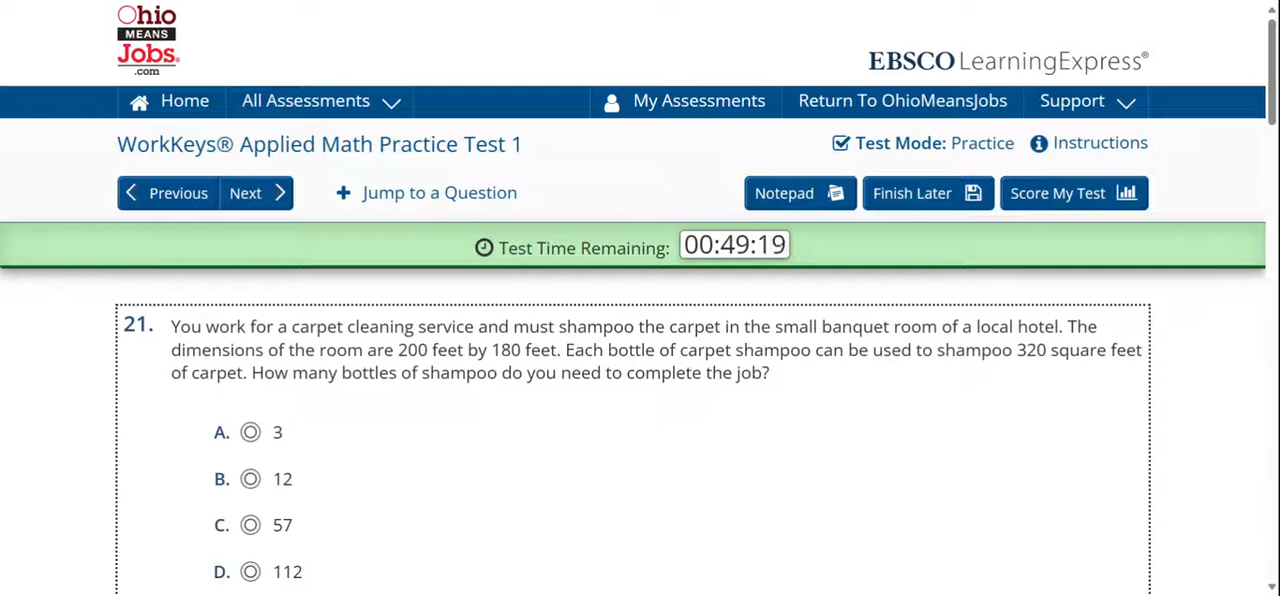 Ohio
MEANS
Jobs
.com
EBSCO LearningExpress®
Home All Assessments My Assessments Return To OhioMeansJobs Support
WorkKeys® Applied Math Practice Test 1 Test Mode: Practice Instructions
Previous Next + Jump to a Question Notepad Finish Later Score My Test
Test Time Remaining: 00:49:19
21. You work for a carpet cleaning service and must shampoo the carpet in the small banquet room of a local hotel. The
dimensions of the room are 200 feet by 180 feet. Each bottle of carpet shampoo can be used to shampoo 320 square feet
of carpet. How many bottles of shampoo do you need to complete the job?
A. 3
B. 12
C. 57
D. 112